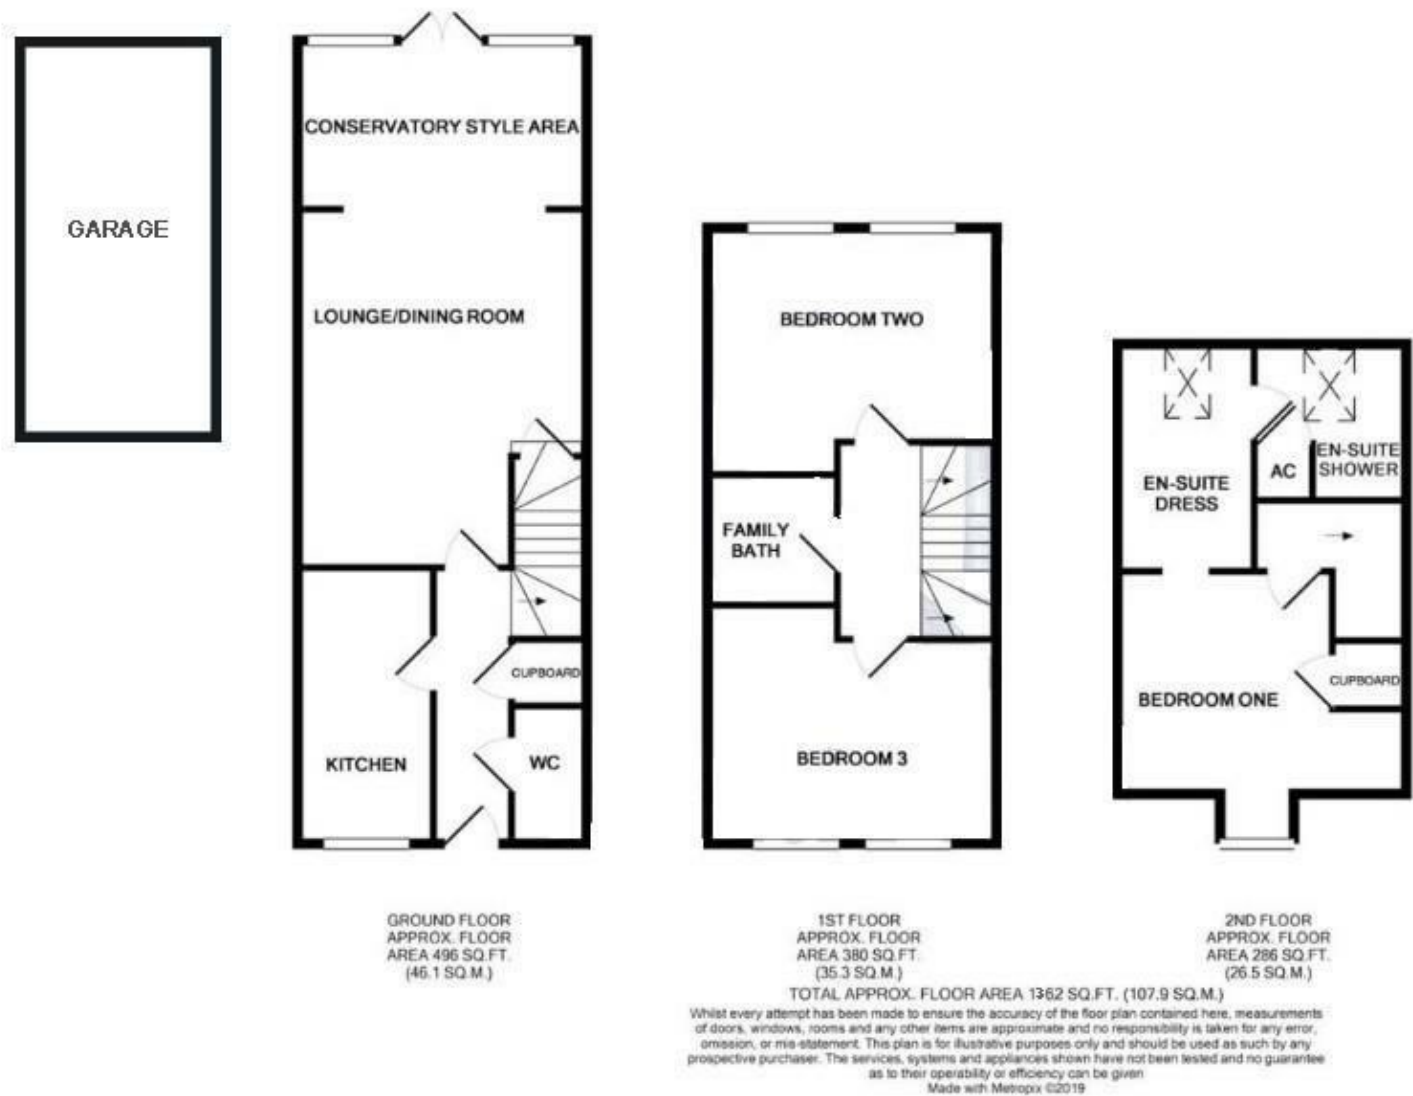 GARAGE
CONSERVATORY STYLE AREA
LOUNGE/DINING ROOM
CUPBOARD
KITCHEN
WC
BEDROOM TWO
FAMILY
BATH
BEDROOM 3
EN-SUITE
SHOWER
AC
EN-SUITE
DRESS
CUPBOARD
BEDROOM ONE
GROUND FLOOR
APPROX. FLOOR
AREA 496 SQ.FT.
(46.1 SQ.M.)
1ST FLOOR
APPROX. FLOOR
AREA 380 SQ.FT.
(35.3 SQ.M.)
2ND FLOOR
APPROX. FLOOR
AREA 286 SQ.FT.
(26.5 SQ.M.)
TOTAL APPROX. FLOOR AREA 1362 SQ.FT. (107.9 SQ.M.)
Whilst every attempt has been made to ensure the accuracy of the floor plan contained here, measurements
of doors, windows, rooms and any other items are approximate and no responsibility is taken for any error,
omission, or mis-statement. This plan is for illustrative purposes only and should be used as such by any
prospective purchaser. The services, systems and appliances shown have not been tested and no guarantee
as to their operability or efficiency can be given
Made with Metropix ©2019